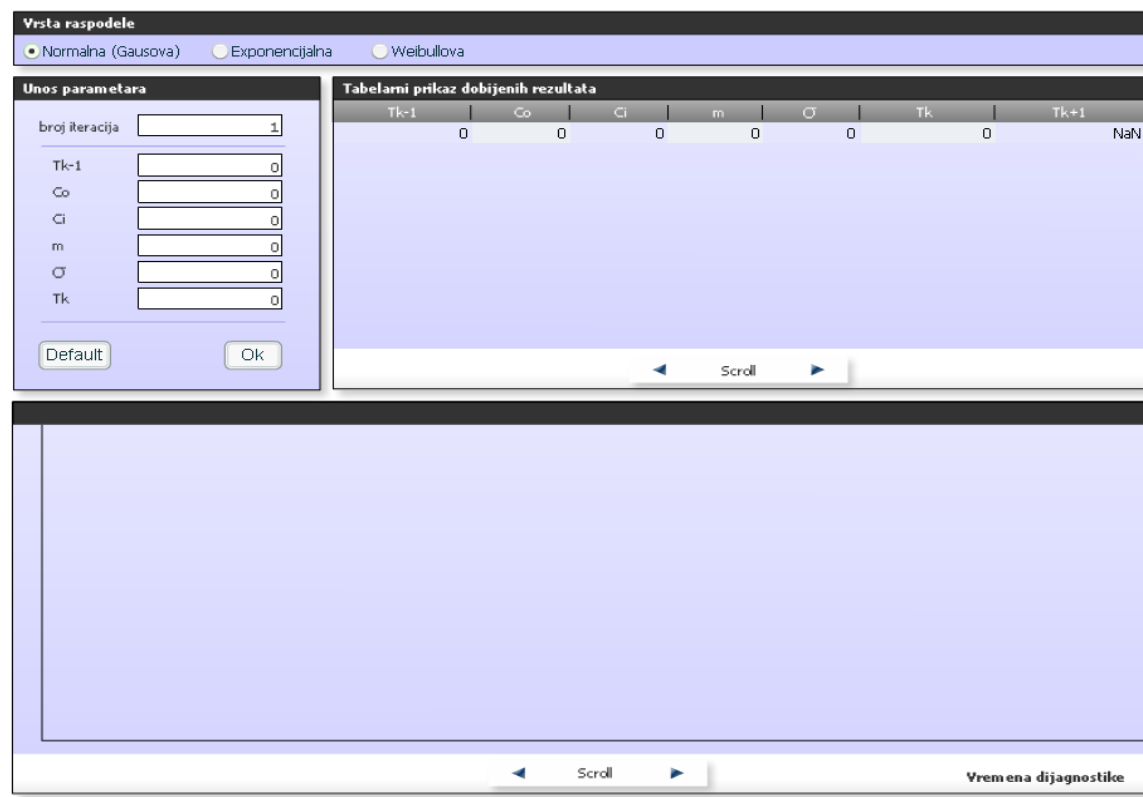 Vrsta raspodele
Normalna (Gausova) Exponencijalna Weibullova
Unos parametara
broj iteracija 1
Tk-1 0
Co 0
Ci 0
m 0
σ 0
Tk 0
Default Ok
Tabelarni prikaz dobijenih rezultata
Tk-1 Co Ci m σ Tk Tk+1
0 0 0 0 0 0 NaN
Scroll
Scroll
Vremena dijagnostike